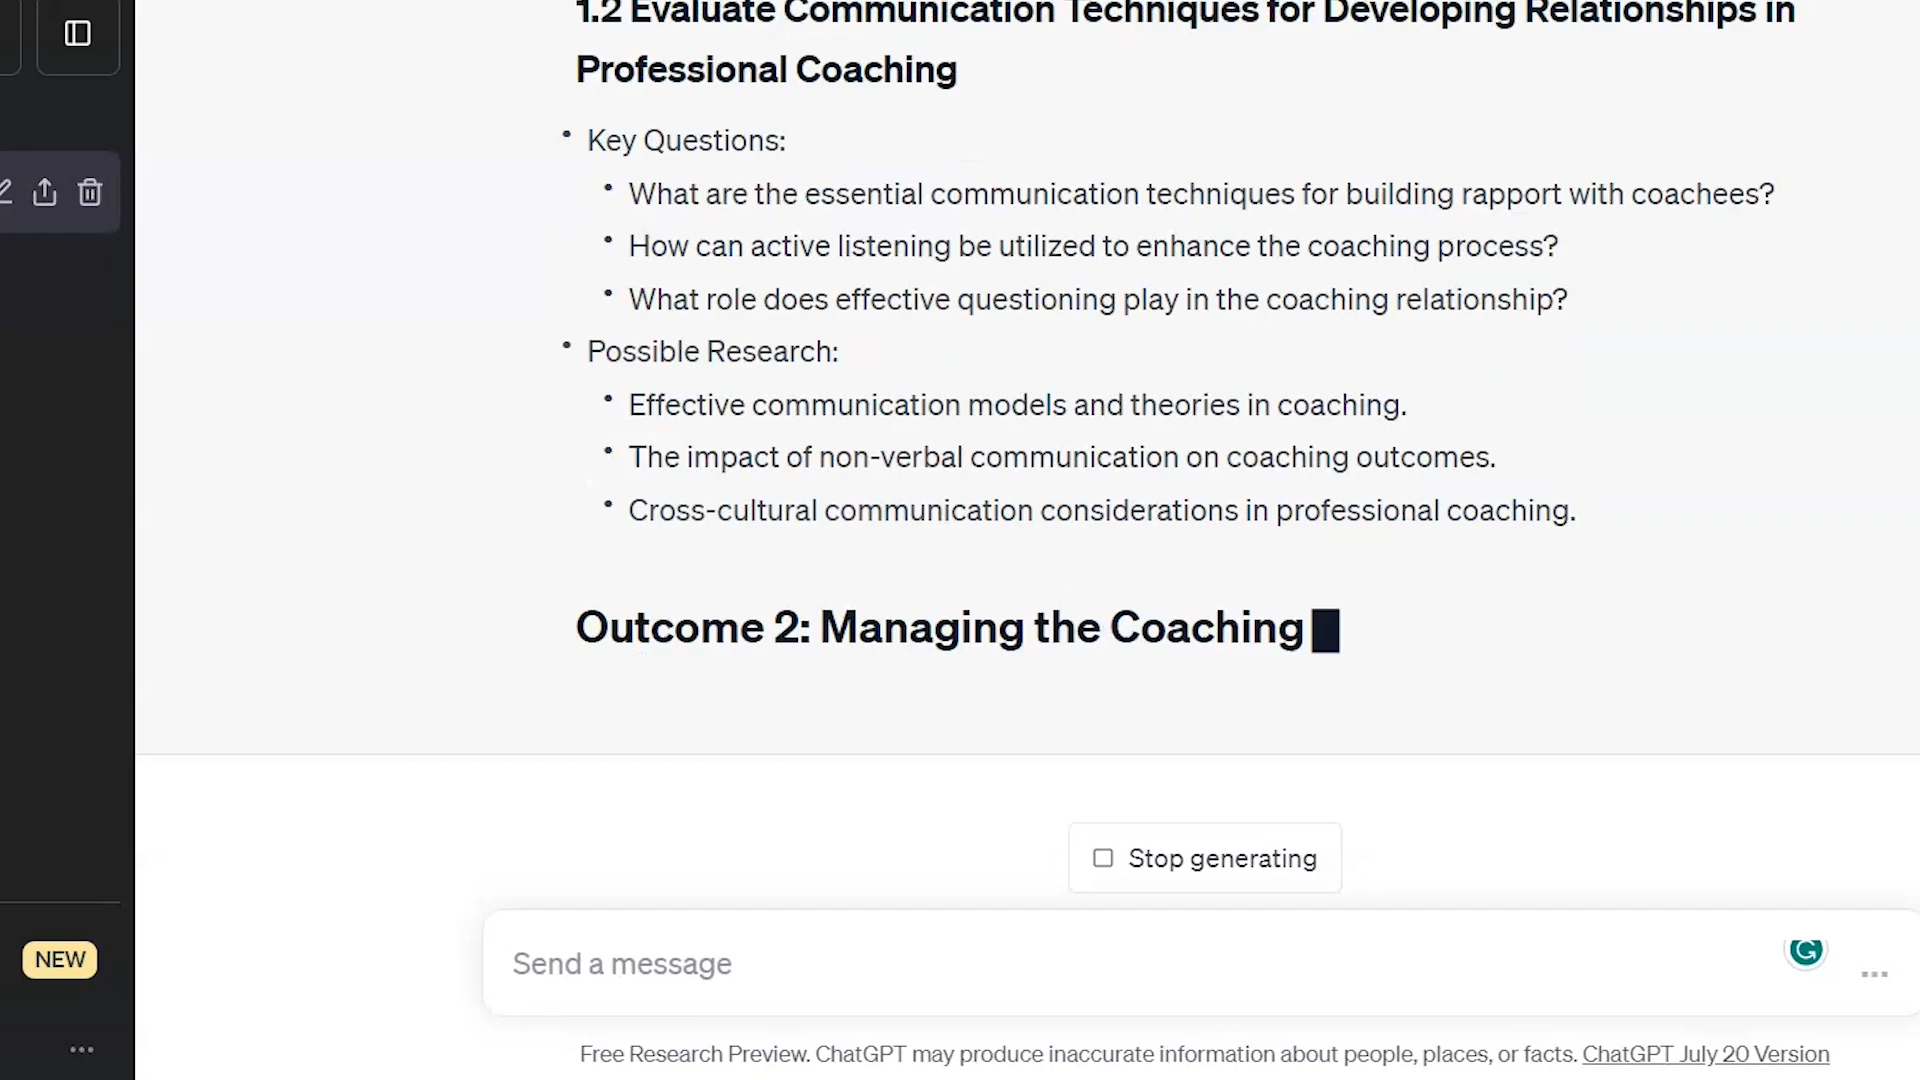 1.2 Evaluate Communication Techniques for Developing Relationships in
Professional Coaching
• Key Questions:
• What are the essential communication techniques for building rapport with coachees?
• How can active listening be utilized to enhance the coaching process?
• What role does effective questioning play in the coaching relationship?
• Possible Research:
• Effective communication models and theories in coaching.
• The impact of non-verbal communication on coaching outcomes.
• Cross-cultural communication considerations in professional coaching.
Outcome 2: Managing the Coaching
Stop generating
NEW
Send a message
Free Research Preview. ChatGPT may produce inaccurate information about people, places, or facts. ChatGPT July 20 Version